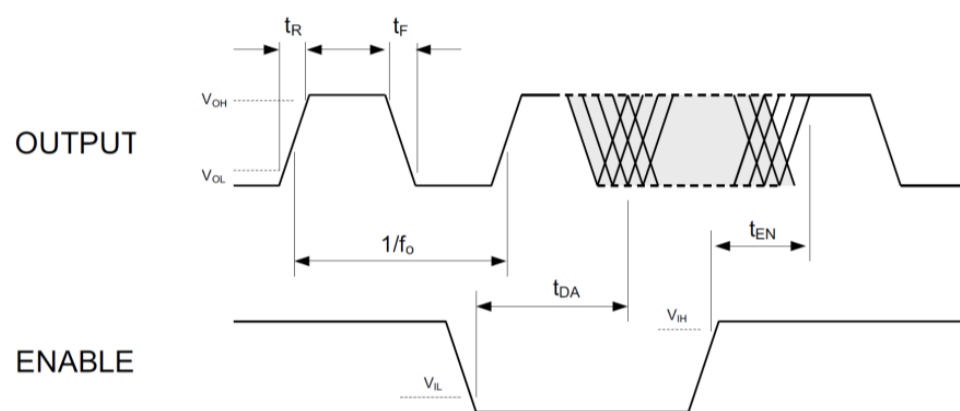 tR
tF
VOH
OUTPUT
VOL
tEN
1/fo
tDA
VIH
ENABLE
VIL